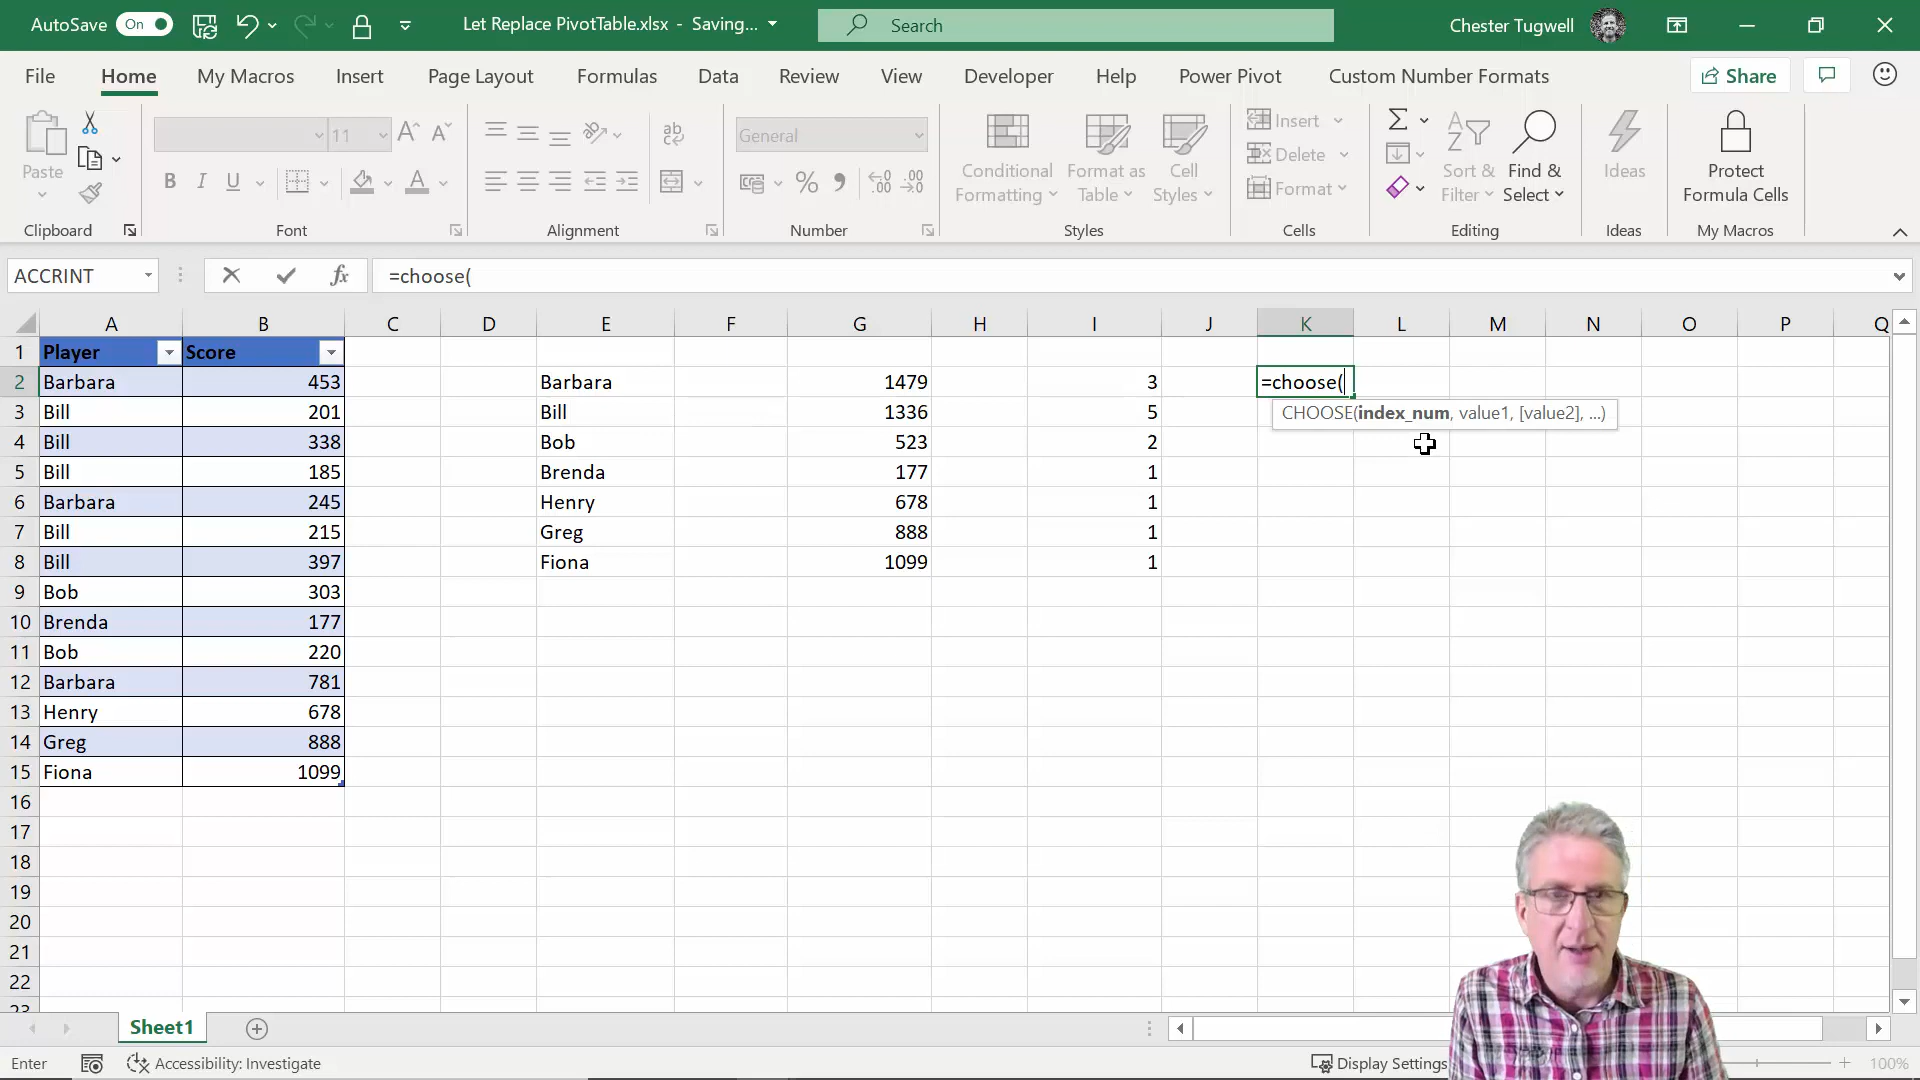 AutoSave On Let Replace PivotTable.xlsx - Saving... Search Chester Tugwell
File Home My Macros Insert Page Layout Formulas Data Review View Developer Help Power Pivot Custom Number Formats Share
Paste 11 General Conditional Formatting Format as Table Cell Styles Insert Delete Format Sort & Filter Find & Select Ideas Protect Formula Cells
B I U A
Clipboard Font Alignment Number Styles Cells Editing Ideas My Macros
ACCRINT fx =choose(
A B C D E F G H I J K L M N O P Q
1 Player Score
2 Barbara 453 Barbara 1479 3 =choose(
3 Bill 201 Bill 1336 5 CHOOSE(index_num, value1, [value2], ...)
4 Bill 338 Bob 523 2
5 Bill 185 Brenda 177 1
6 Barbara 245 Henry 678 1
7 Bill 215 Greg 888 1
8 Bill 397 Fiona 1099 1
9 Bob 303
10 Brenda 177
11 Bob 220
12 Barbara 781
13 Henry 678
14 Greg 888
15 Fiona 1099
16
17
18
19
20
21
22
23
Sheet1
Enter Accessibility: Investigate Display Settings 100%